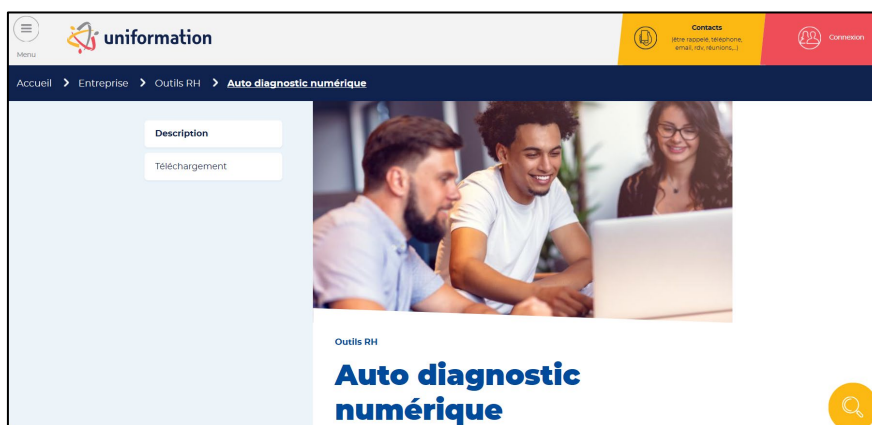 Menu
uniformation
Contacts
(être rappelé, téléphone,
email, rdv, réunions,...)
Connexion
Accueil > Entreprise > Outils RH > Auto diagnostic numérique
Description
Téléchargement
Outils RH
Auto diagnostic
numérique